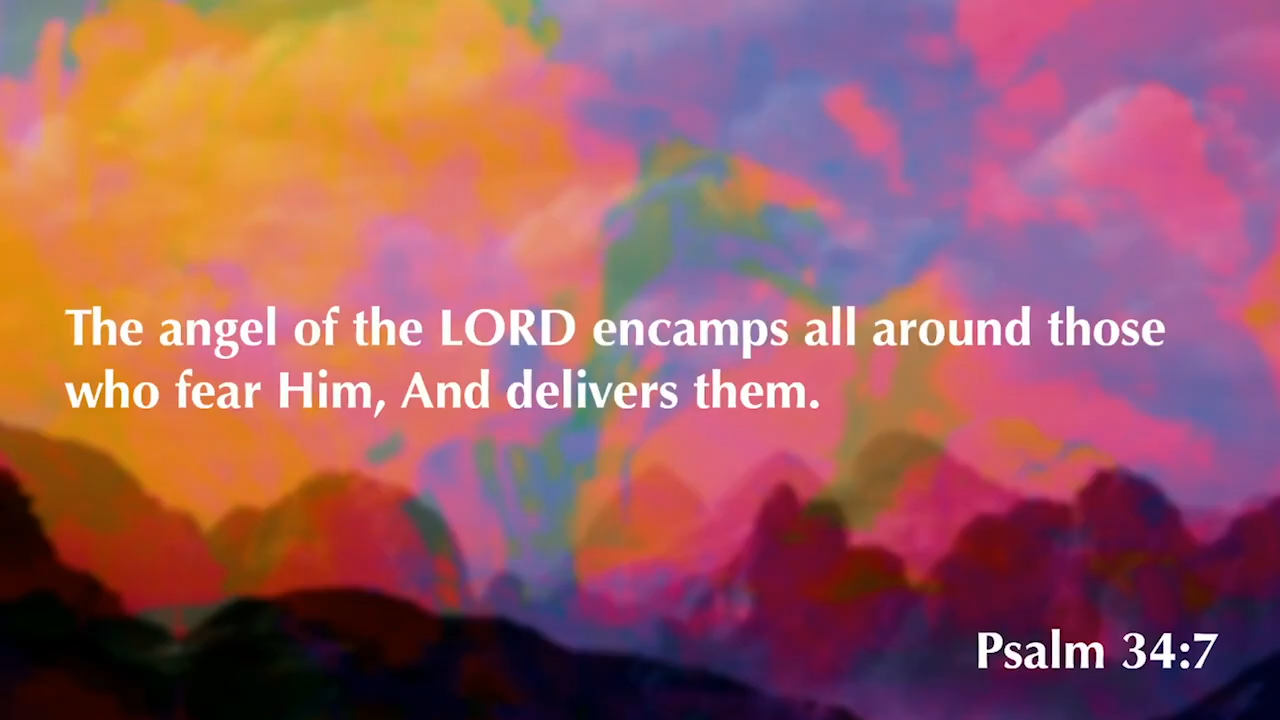 The angel of the LORD encamps all around those
who fear Him, And delivers them.
Psalm 34:7